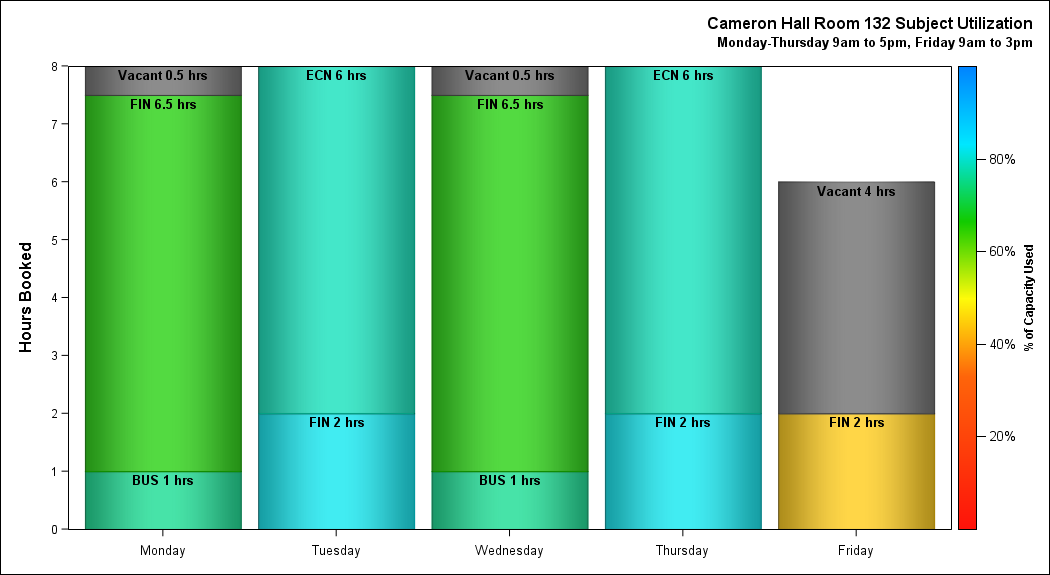 Cameron Hall Room 132 Subject Utilization
Monday-Thursday 9am to 5pm, Friday 9am to 3pm
Hours Booked
8
7
6
5
4
3
2
1
0
Vacant 0.5 hrs
FIN 6.5 hrs
BUS 1 hrs
ECN 6 hrs
FIN 2 hrs
Vacant 0.5 hrs
FIN 6.5 hrs
BUS 1 hrs
ECN 6 hrs
FIN 2 hrs
Vacant 4 hrs
FIN 2 hrs
Monday
Tuesday
Wednesday
Thursday
Friday
80%
60%
40%
20%
% of Capacity Used